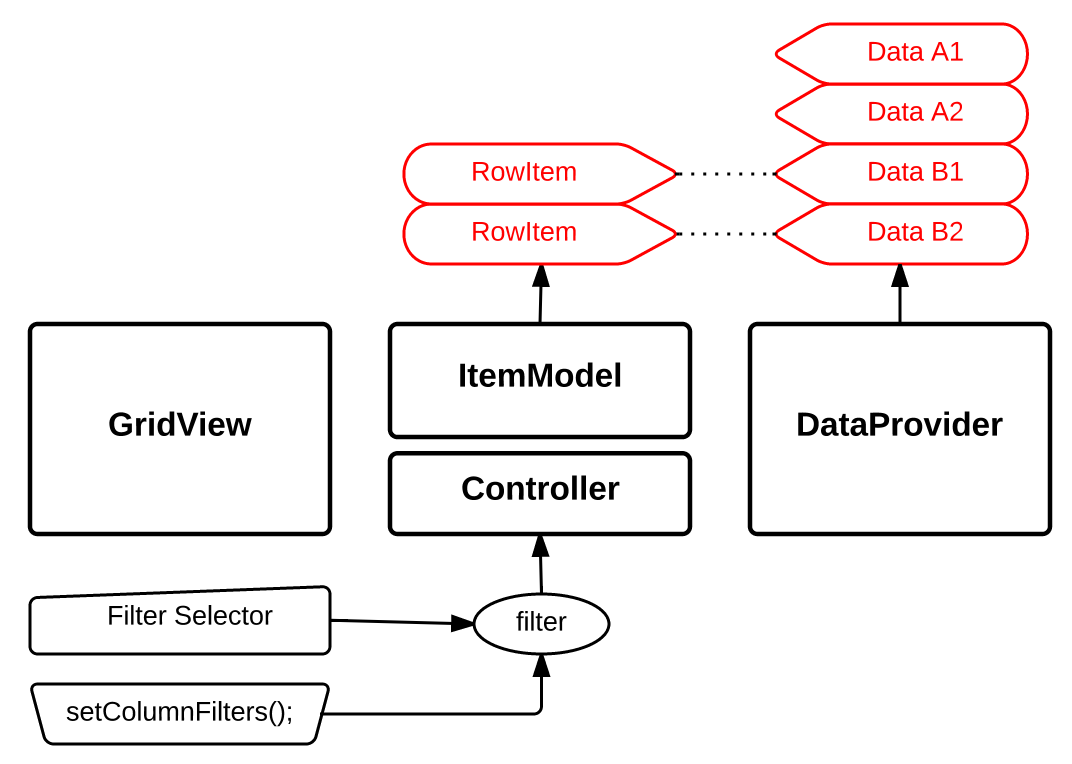 Data A1
Data A2
RowItem
Data B1
RowItem
Data B2
GridView
ItemModel
DataProvider
Controller
Filter Selector
filter
setColumnFilters();